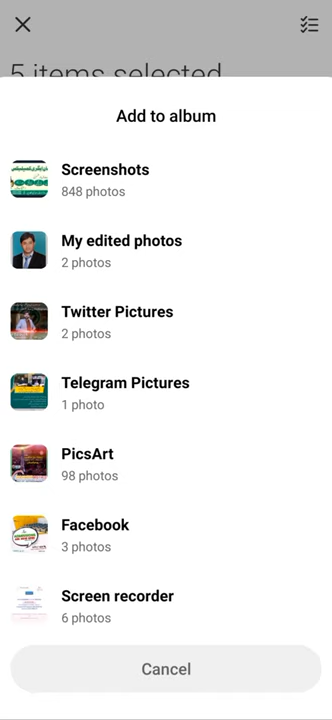 5 items selected
Add to album
Screenshots
848 photos
My edited photos
2 photos
Twitter Pictures
2 photos
Telegram Pictures
1 photo
PicsArt
98 photos
Facebook
3 photos
Screen recorder
6 photos
Cancel